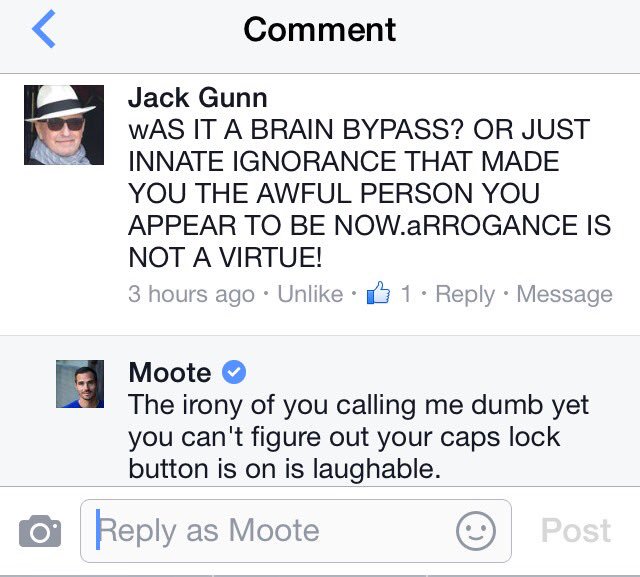 Comment
Jack Gunn
wAS IT A BRAIN BYPASS? OR JUST
INNATE IGNORANCE THAT MADE
YOU THE AWFUL PERSON YOU
APPEAR TO BE NOW.aRROGANCE IS
NOT A VIRTUE!
3 hours ago · Unlike · 1 · Reply · Message
Moote
The irony of you calling me dumb yet
you can't figure out your caps lock
button is on is laughable.
Reply as Moote
Post